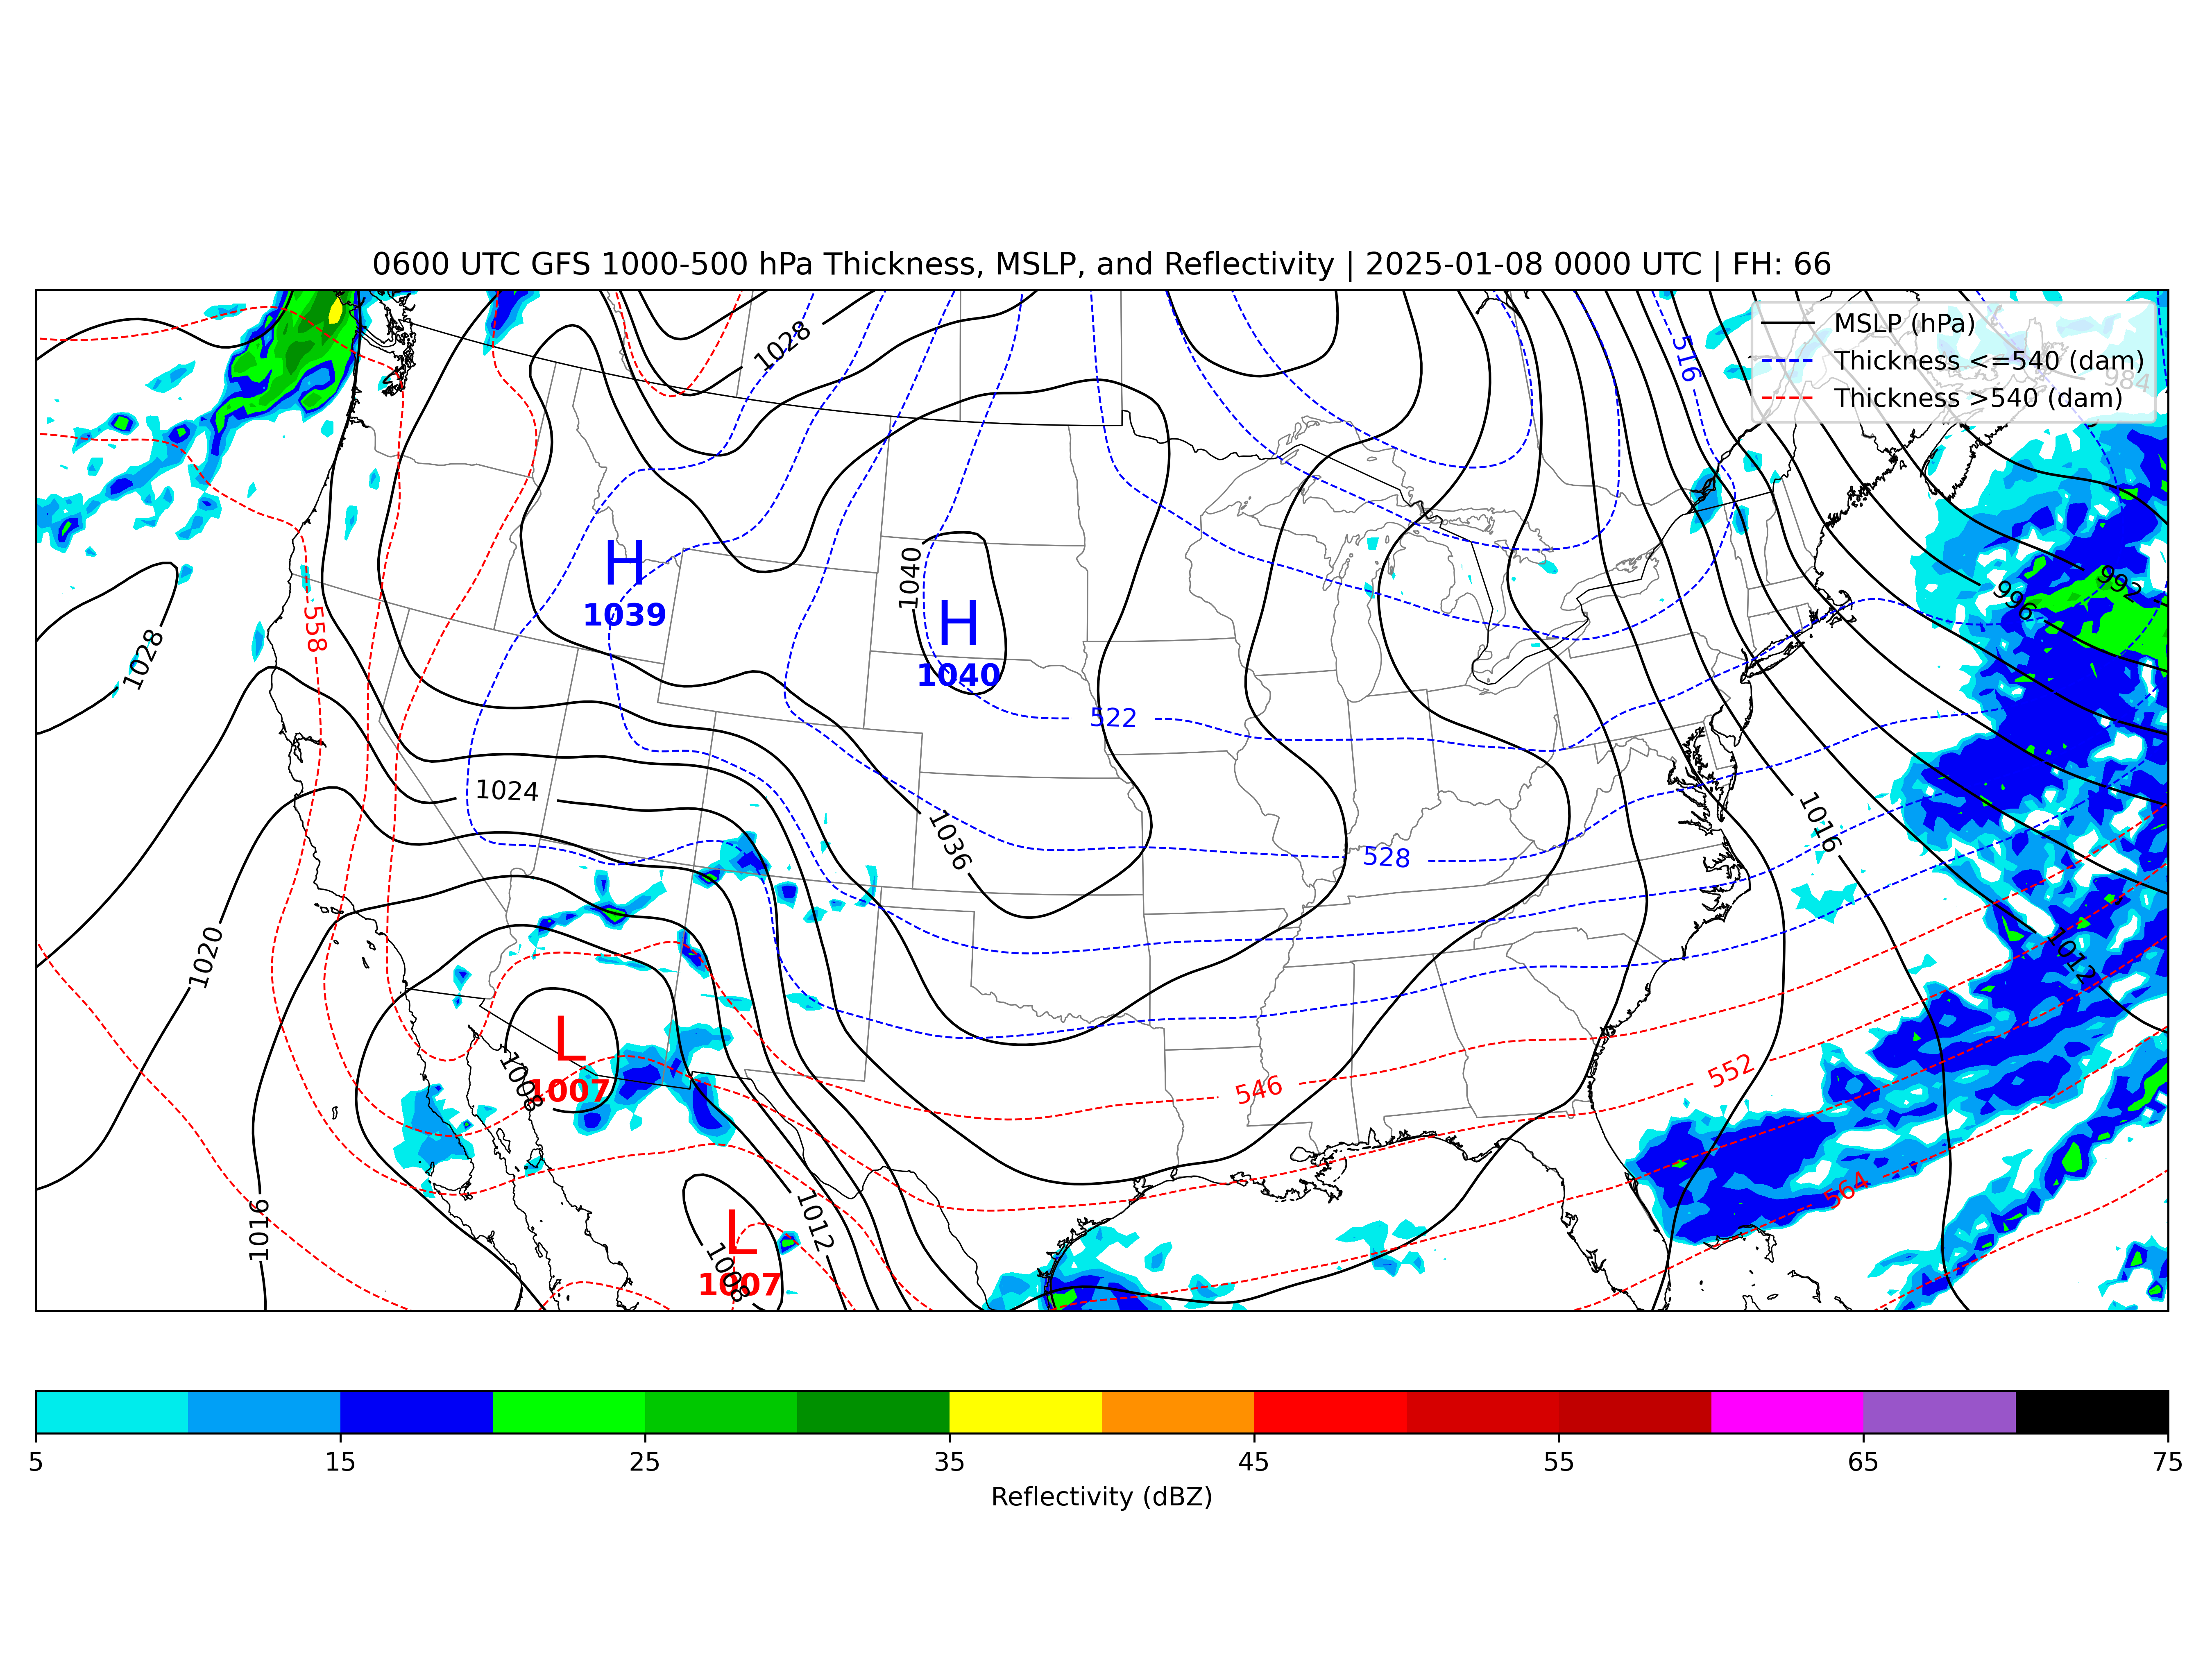 0600 UTC GFS 1000-500 hPa Thickness, MSLP, and Reflectivity | 2025-01-08 0000 UTC | FH: 66
MSLP (hPa)
Thickness <=540 (dam)
Thickness >540 (dam)
1028
516
984
1040
H
1039
H
1040
992
996
558
1028
522
1024
1036
528
1016
1020
1012
L
1007
1008
546
552
564
1016
1012
L
1007
1008
5 15 25 35 45 55 65 75
Reflectivity (dBZ)